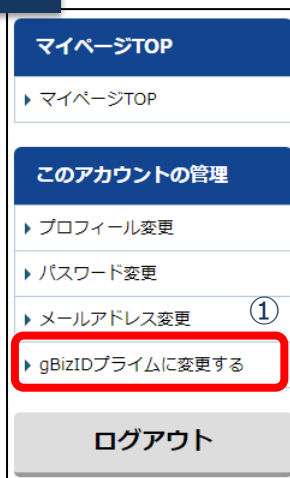 マイページTOP
マイページTOP
このアカウントの管理
プロフィール変更
パスワード変更
メールアドレス変更 ①
gBizIDプライムに変更する
ログアウト